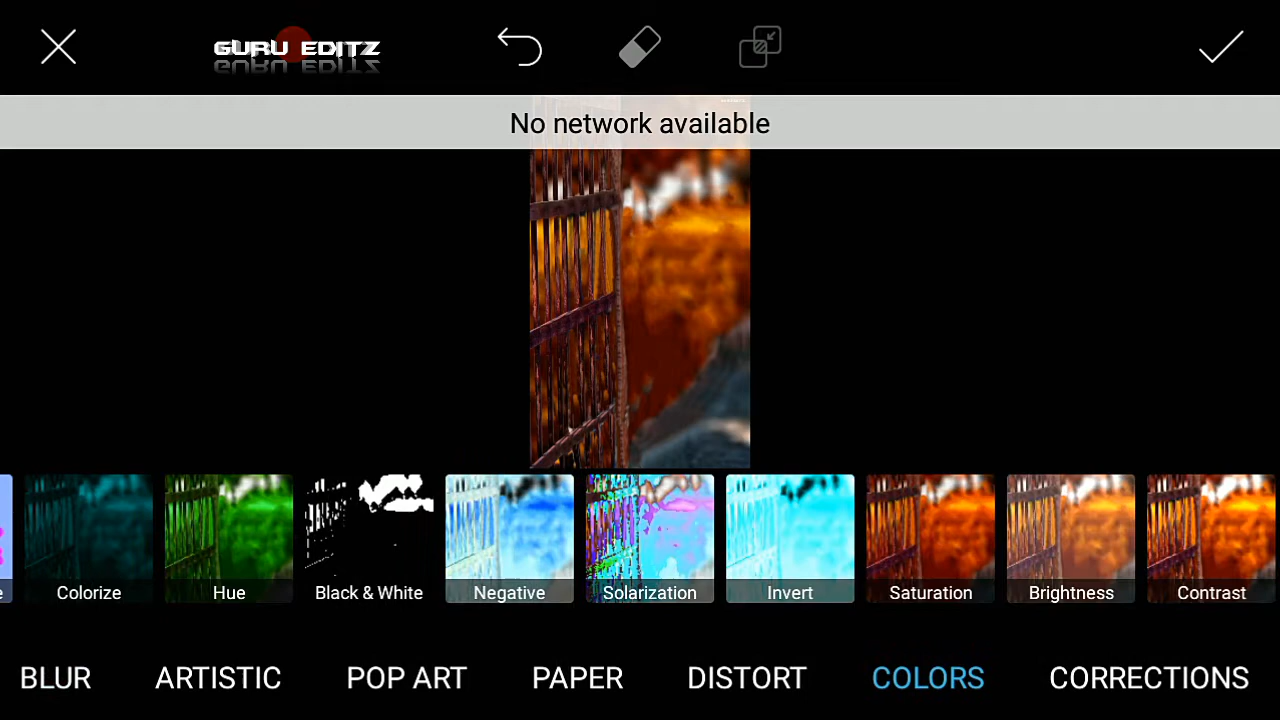 GURU EDITZ
No network available
e
Colorize
Hue
Black & White
Negative
Solarization
Invert
Saturation
Brightness
Contrast
BLUR
ARTISTIC
POP ART
PAPER
DISTORT
COLORS
CORRECTIONS